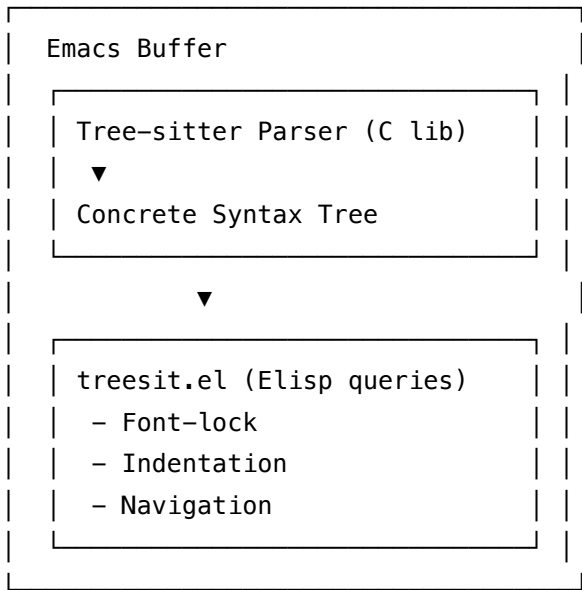 Emacs Buffer
Tree-sitter Parser (C lib)
▼
Concrete Syntax Tree
▼
treesit.el (Elisp queries)
- Font-lock
- Indentation
- Navigation